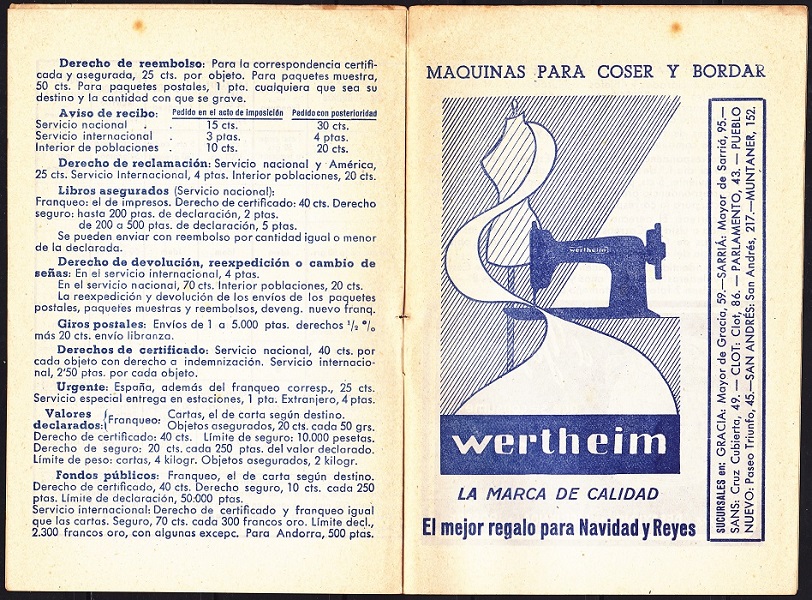 Derecho de reembolso: Para la correspondencia certifi-
cada y asegurada, 25 cts. por objeto. Para paquetes muestra,
50 cts. Para paquetes postales, 1 pta. cualquiera que sea su
destino y la cantidad con que se grave.
Aviso de recibo: Pedido en el acto de imposición Pedido con posterioridad
Servicio nacional . . 15 cts. 30 cts.
Servicio internacional . 3 ptas. 4 ptas.
Interior de poblaciones . 10 cts. 20 cts.
Derecho de reclamación: Servicio nacional y América,
25 cts. Servicio Internacional, 4 ptas. Interior poblaciones, 20 cts.
Libros asegurados (Servicio nacional):
Franqueo: el de impresos. Derecho de certificado: 40 cts. Derecho
seguro: hasta 200 ptas. de declaración, 2 ptas.
de 200 a 500 ptas. de declaración, 5 ptas.
Se pueden enviar con reembolso por cantidad igual o menor
de la declarada.
Derecho de devolución, reexpedición o cambio de
señas: En el servicio internacional, 4 ptas.
En el servicio nacional, 70 cts. Interior poblaciones, 20 cts.
La reexpedición y devolución de los envíos de los paquetes
postales, paquetes muestras y reembolsos, deveng. nuevo franq.
Giros postales: Envíos de 1 a 5.000 ptas. derechos 1/2 %
más 20 cts. envío libranza.
Derechos de certificado: Servicio nacional, 40 cts. por
cada objeto con derecho a indemnización. Servicio internacio-
nal, 2'50 ptas. por cada objeto.
Urgente: España, además del franqueo corresp., 25 cts.
Servicio especial entrega en estaciones, 1 pta. Extranjero, 4 ptas.
Valores declarados: (Franqueo: Cartas, el de carta según destino.
Objetos asegurados, 20 cts. cada 50 grs.
Derecho de certificado: 40 cts. Límite de seguro: 10.000 pesetas.
Derecho de seguro: 20 cts. cada 250 ptas. del valor declarado.
Límite de peso: cartas, 4 kilogr. Objetos asegurados, 2 kilogr.
Fondos públicos: Franqueo, el de carta según destino.
Derecho de certificado, 40 cts. Derecho seguro, 10 cts. cada 250
ptas. Límite de declaración, 50.000 ptas.
Servicio internacional: Derecho de certificado y franqueo igual
que las cartas. Seguro, 70 cts. cada 300 francos oro. Límite decl.,
2.300 francos oro, con algunas excepc. Para Andorra, 500 ptas.
MAQUINAS PARA COSER Y BORDAR
wertheim
wertheim
LA MARCA DE CALIDAD
El mejor regalo para Navidad y Reyes
SUCURSALES en: GRACIA: Mayor de Gracia, 59.—SARRIÁ: Mayor de Sarriá, 95.—
SANS: Cruz Cubierta, 49. — CLOT: Clot, 86. — PARLAMENTO, 43. — PUEBLO
NUEVO: Paseo Triunfo, 45.—SAN ANDRÉS: San Andrés, 217.—MUNTANER, 152.